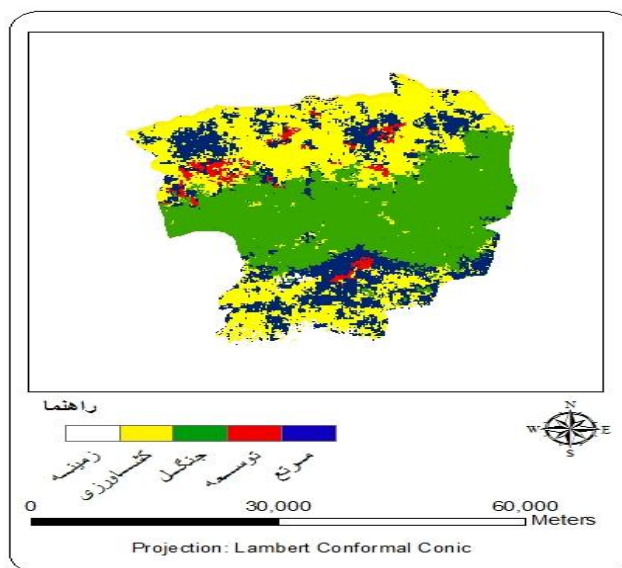 راهنما
N
W E
S
زمینه کشاورزی جنگل توسعه مرتع
0 30,000 60,000
Meters
Projection: Lambert Conformal Conic